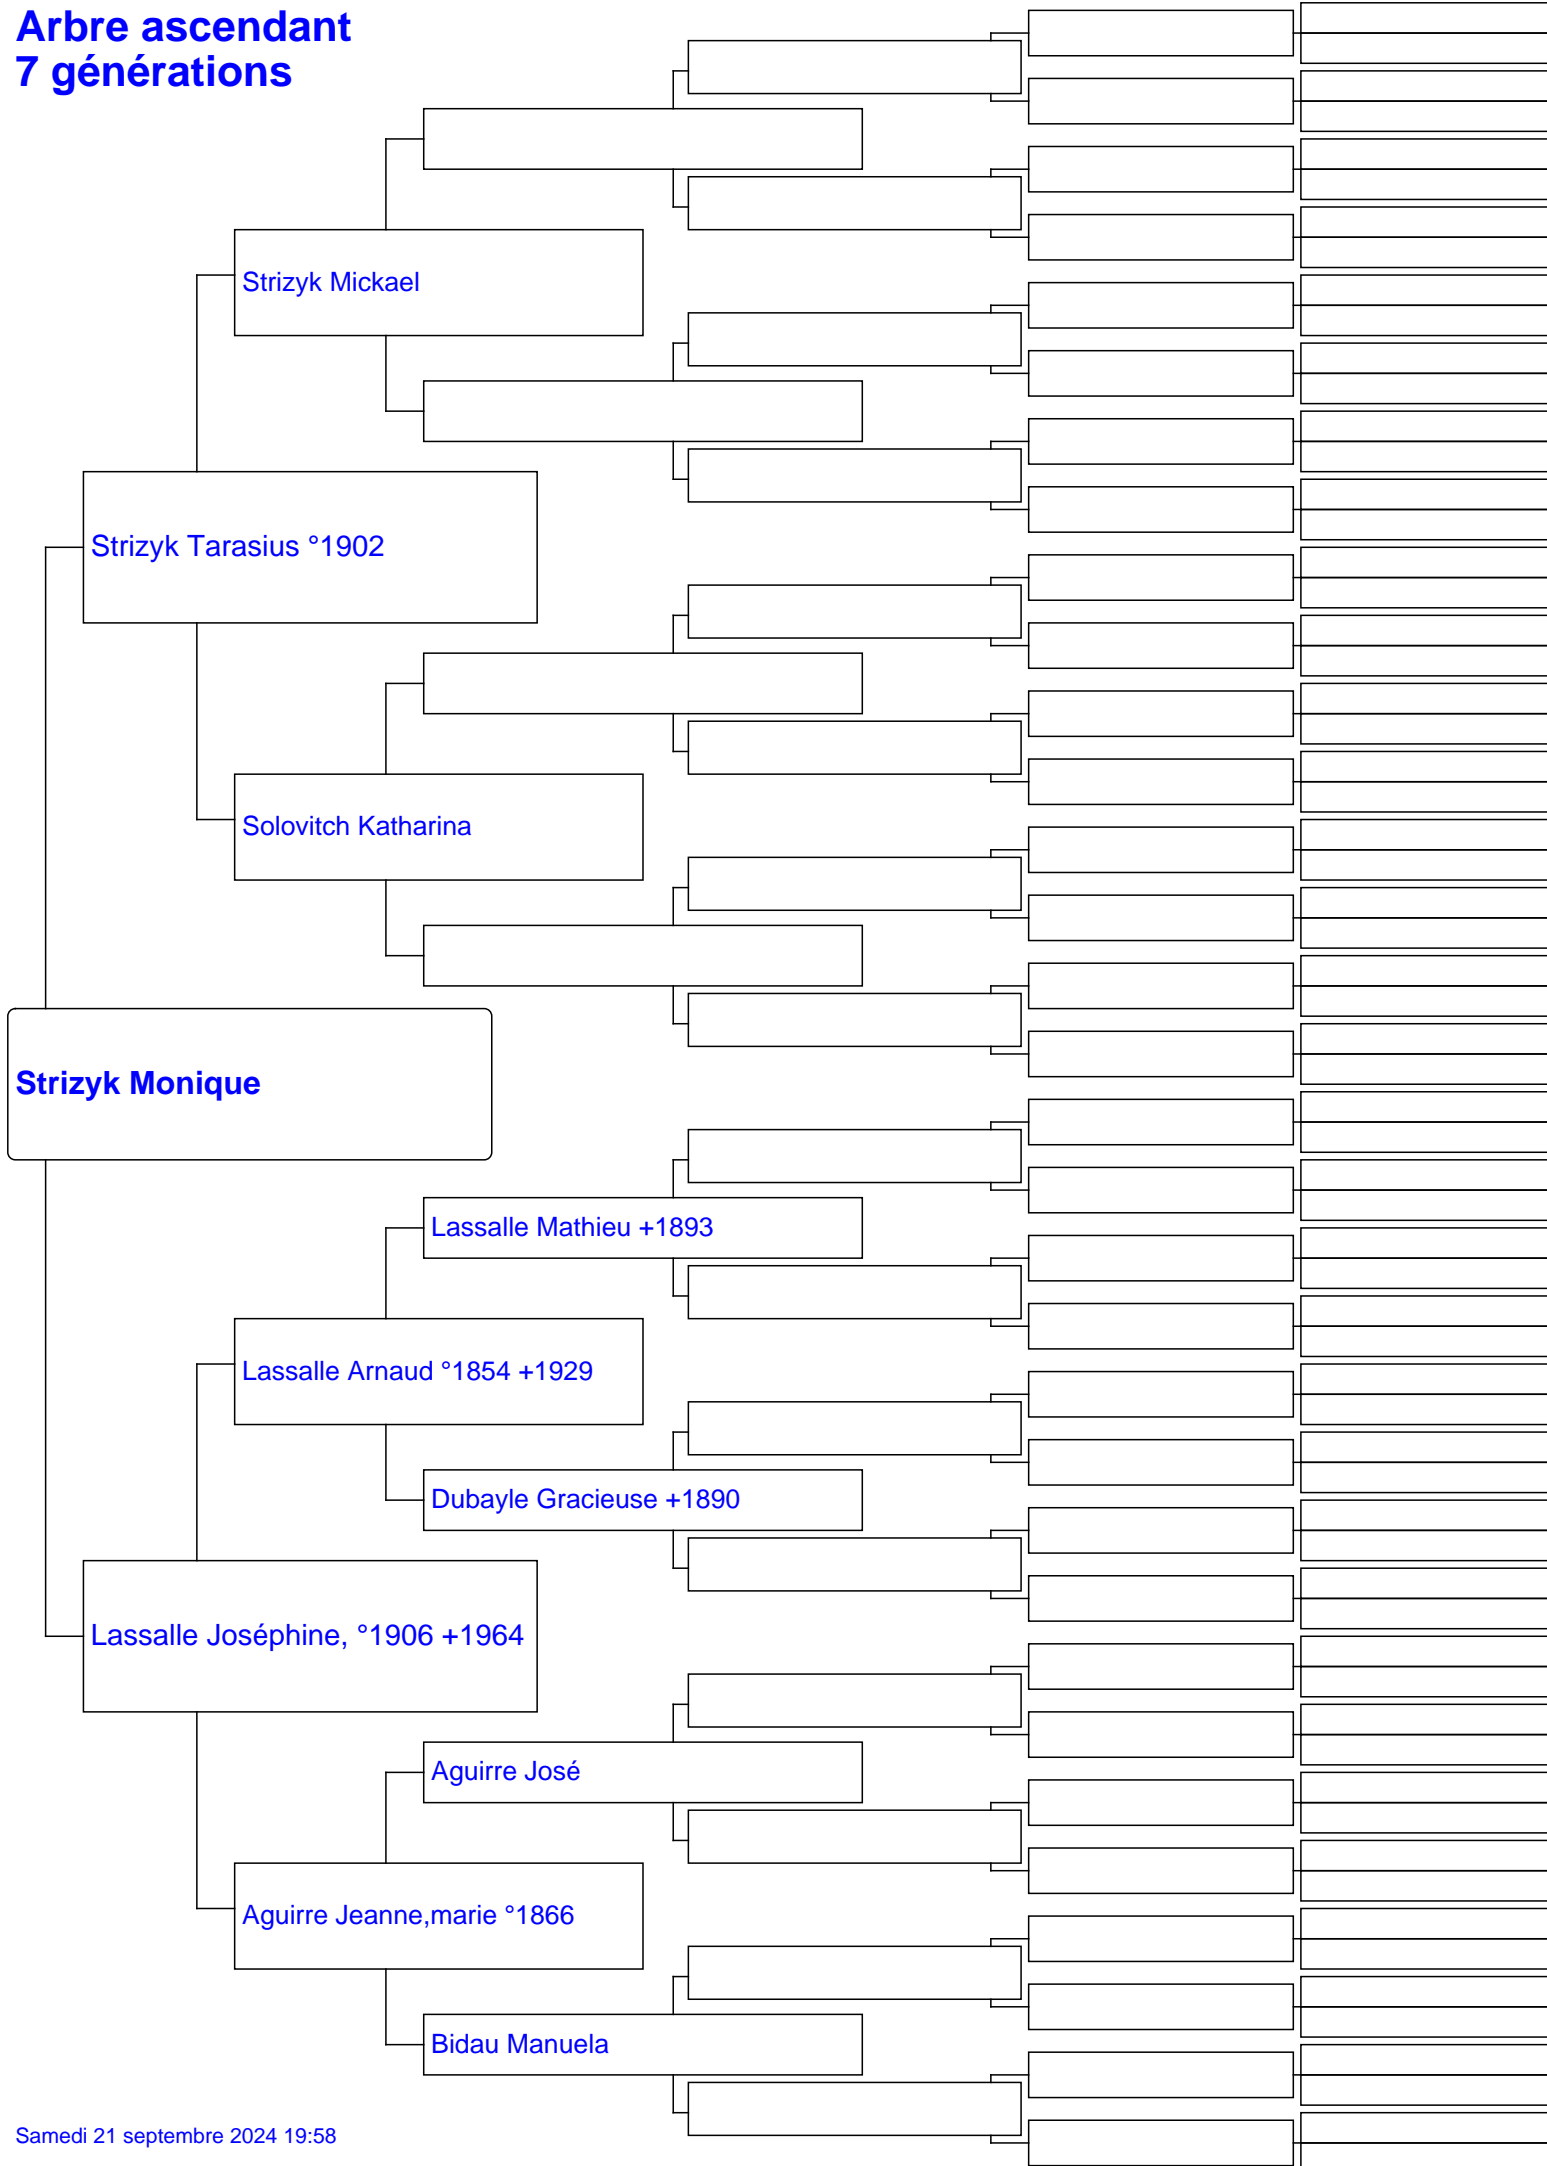 Arbre ascendant
7 générations
Strizyk Mickael
Strizyk Tarasius °1902
Solovitch Katharina
Strizyk Monique
Lassalle Mathieu +1893
Lassalle Arnaud °1854 +1929
Dubayle Gracieuse +1890
Lassalle Joséphine, °1906 +1964
Aguirre José
Aguirre Jeanne,marie °1866
Bidau Manuela
Samedi 21 septembre 2024 19:58